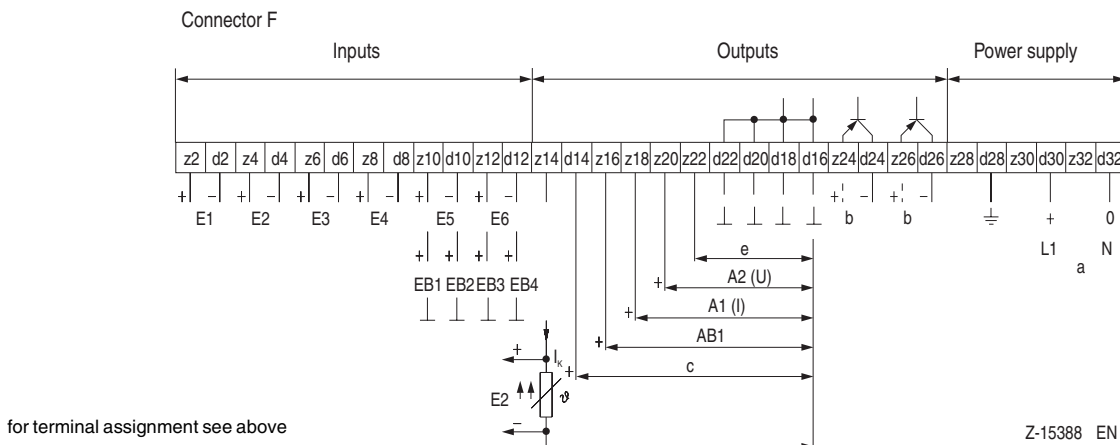 Connector F
Inputs Outputs Power supply
z2 d2 z4 d4 z6 d6 z8 d8 z10 d10 z12 d12 z14 d14 z16 z18 z20 z22 d22 d20 d18 d16 z24 d24 z26 d26 z28 d28 z30 d30 z32 d32
+ - + - + - + - + - + - + - + -
E1 E2 E3 E4 E5 E6 b b + 0
+ + + + e L1 N
EB1 EB2 EB3 EB4 + A2 (U) a
+ A1 (I)
+ AB1
+ I K + c
E2 ϑ
-
for terminal assignment see above
Z-15388 EN